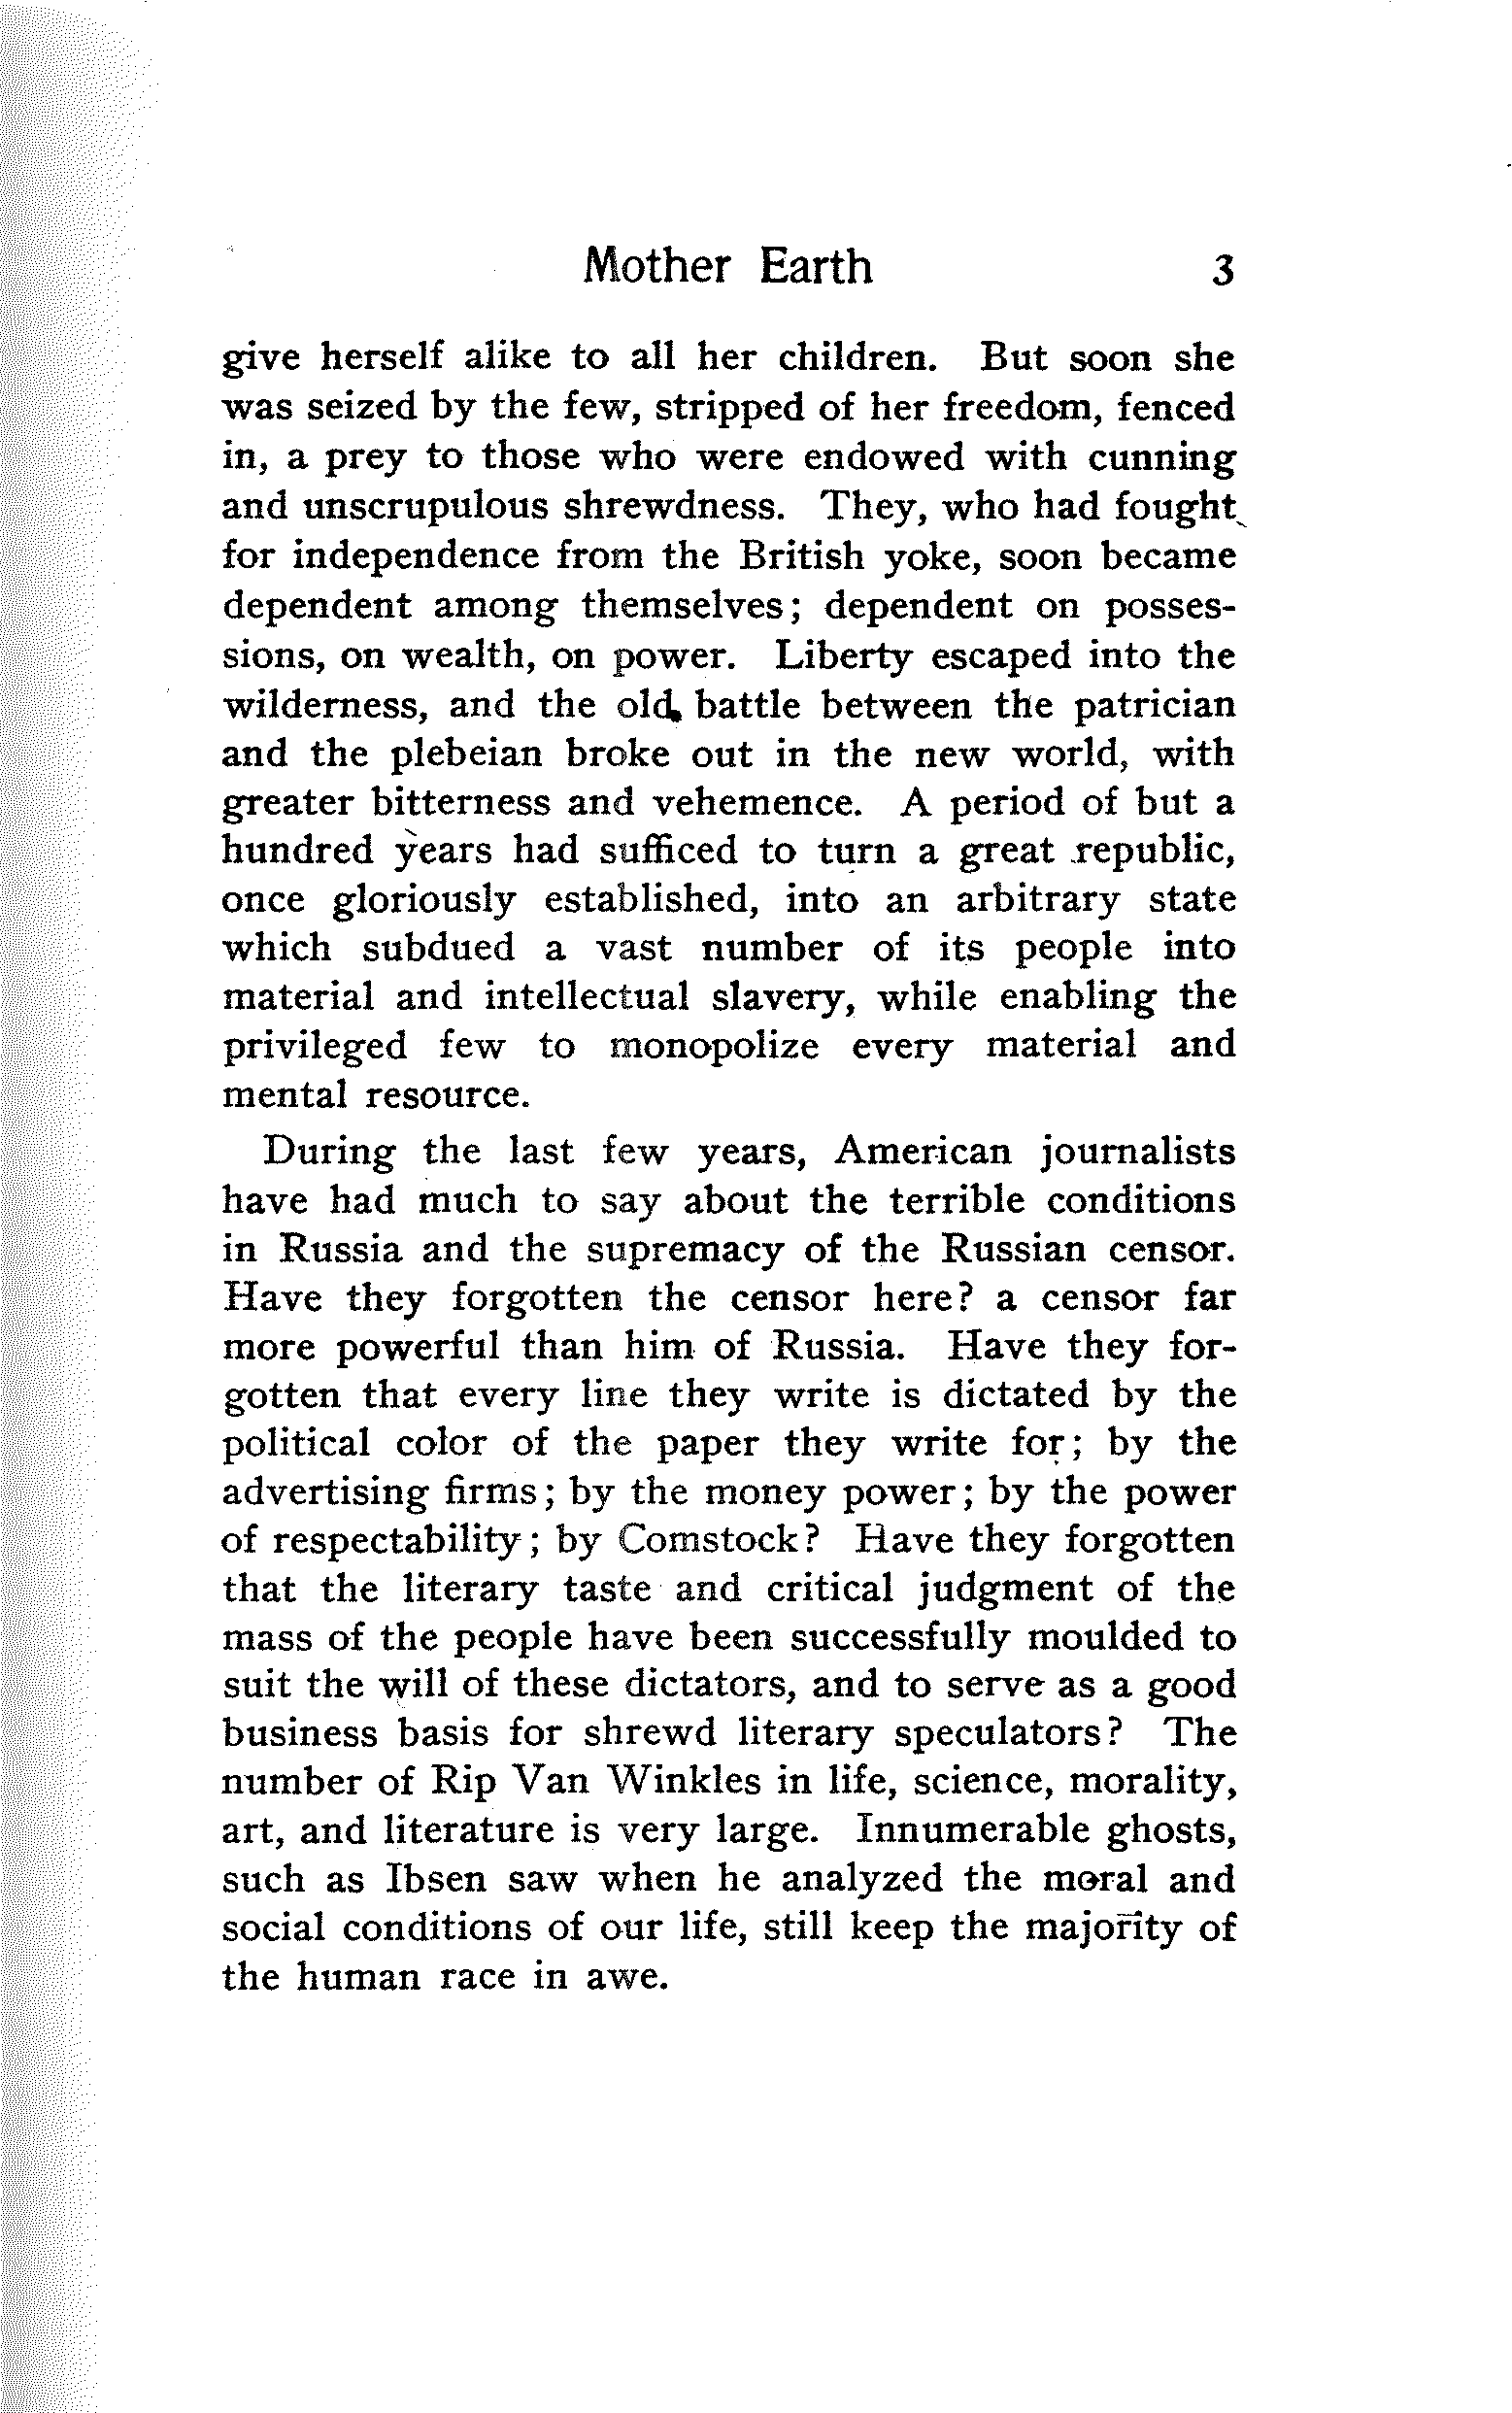 Mother Earth 3
give herself alike to all her children. But soon she
was seized by the few, stripped of her freedom, fenced
in, a prey to those who were endowed with cunning
and unscrupulous shrewdness. They, who had fought
for independence from the British yoke, soon became
dependent among themselves; dependent on posses-
sions, on wealth, on power. Liberty escaped into the
wilderness, and the old battle between the patrician
and the plebeian broke out in the new world, with
greater bitterness and vehemence. A period of but a
hundred years had sufficed to turn a great republic,
once gloriously established, into an arbitrary state
which subdued a vast number of its people into
material and intellectual slavery, while enabling the
privileged few to monopolize every material and
mental resource.
During the last few years, American journalists
have had much to say about the terrible conditions
in Russia and the supremacy of the Russian censor.
Have they forgotten the censor here? a censor far
more powerful than him of Russia. Have they for-
gotten that every line they write is dictated by the
political color of the paper they write for; by the
advertising firms; by the money power; by the power
of respectability; by Comstock? Have they forgotten
that the literary taste and critical judgment of the
mass of the people have been successfully moulded to
suit the will of these dictators, and to serve as a good
business basis for shrewd literary speculators? The
number of Rip Van Winkles in life, science, morality,
art, and literature is very large. Innumerable ghosts,
such as Ibsen saw when he analyzed the moral and
social conditions of our life, still keep the majority of
the human race in awe.